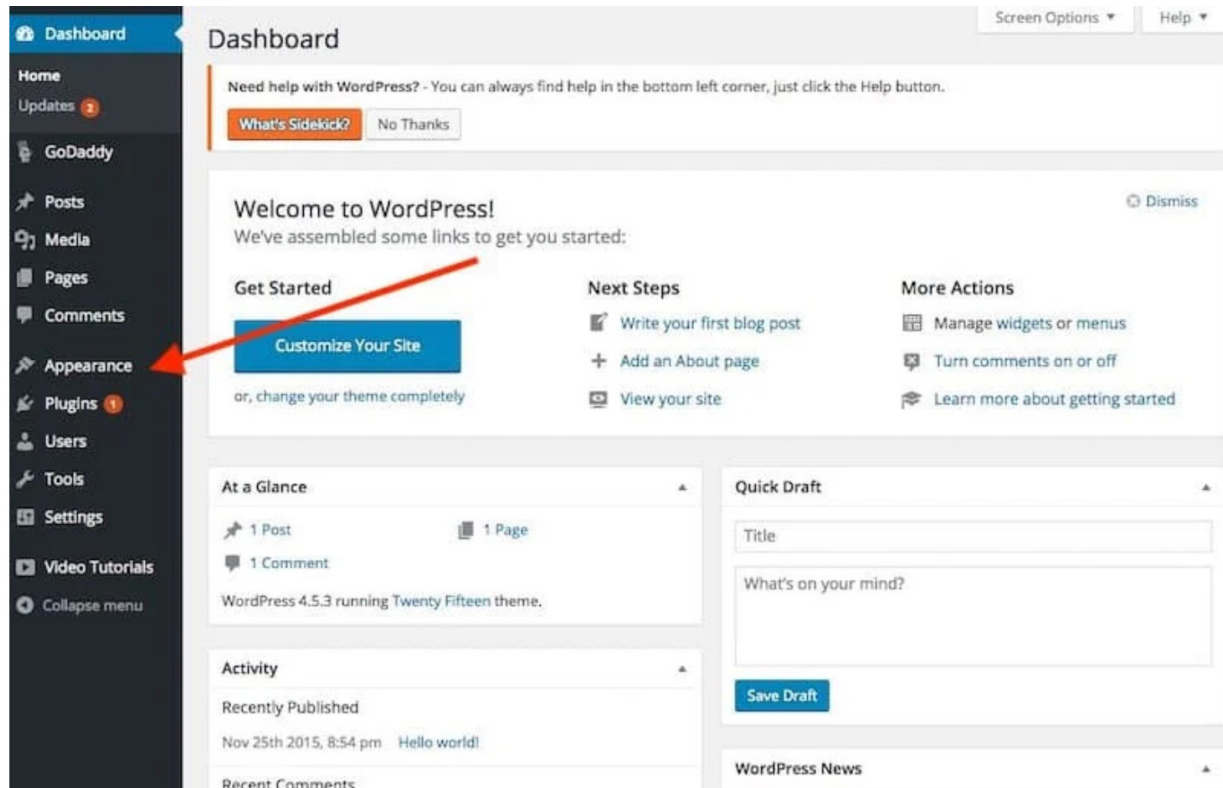 Dashboard
Home
Updates 2
GoDaddy
Posts
Media
Pages
Comments
Appearance
Plugins 1
Users
Tools
Settings
Video Tutorials
Collapse menu
Screen Options
Help
Dashboard
Need help with WordPress? - You can always find help in the bottom left corner, just click the Help button.
What's Sidekick?
No Thanks
Welcome to WordPress!
Dismiss
We've assembled some links to get you started:
Get Started
Customize Your Site
or, change your theme completely
Next Steps
Write your first blog post
Add an About page
View your site
More Actions
Manage widgets or menus
Turn comments on or off
Learn more about getting started
At a Glance
1 Post
1 Page
1 Comment
WordPress 4.5.3 running Twenty Fifteen theme.
Activity
Recently Published
Nov 25th 2015, 8:54 pm Hello world!
Recent Comments
Quick Draft
Title
What's on your mind?
Save Draft
WordPress News